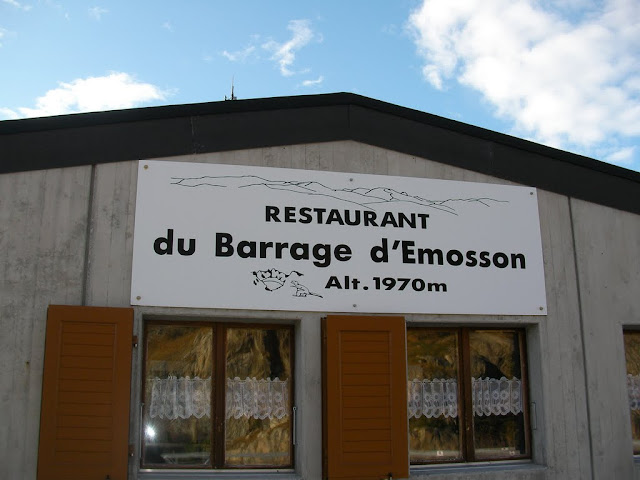 RESTAURANT
du Barrage d'Emosson
Alt. 1970m